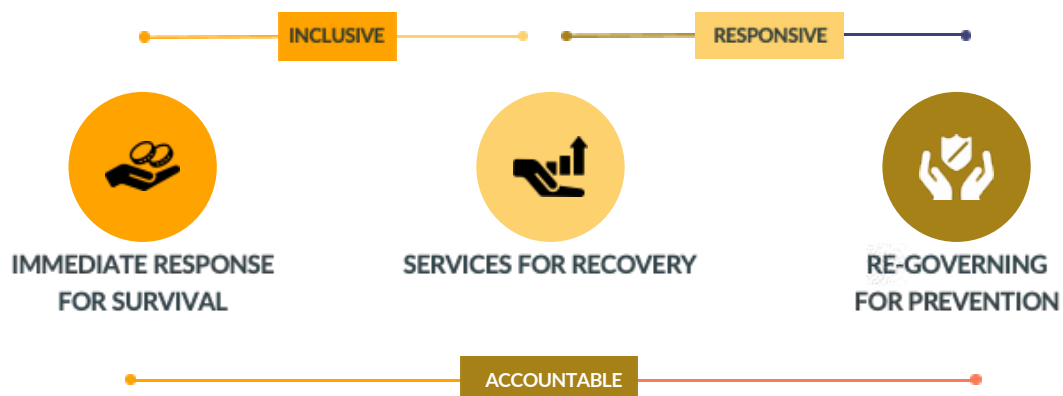 INCLUSIVE
RESPONSIVE
IMMEDIATE RESPONSE
FOR SURVIVAL
SERVICES FOR RECOVERY
RE-GOVERNING
FOR PREVENTION
ACCOUNTABLE